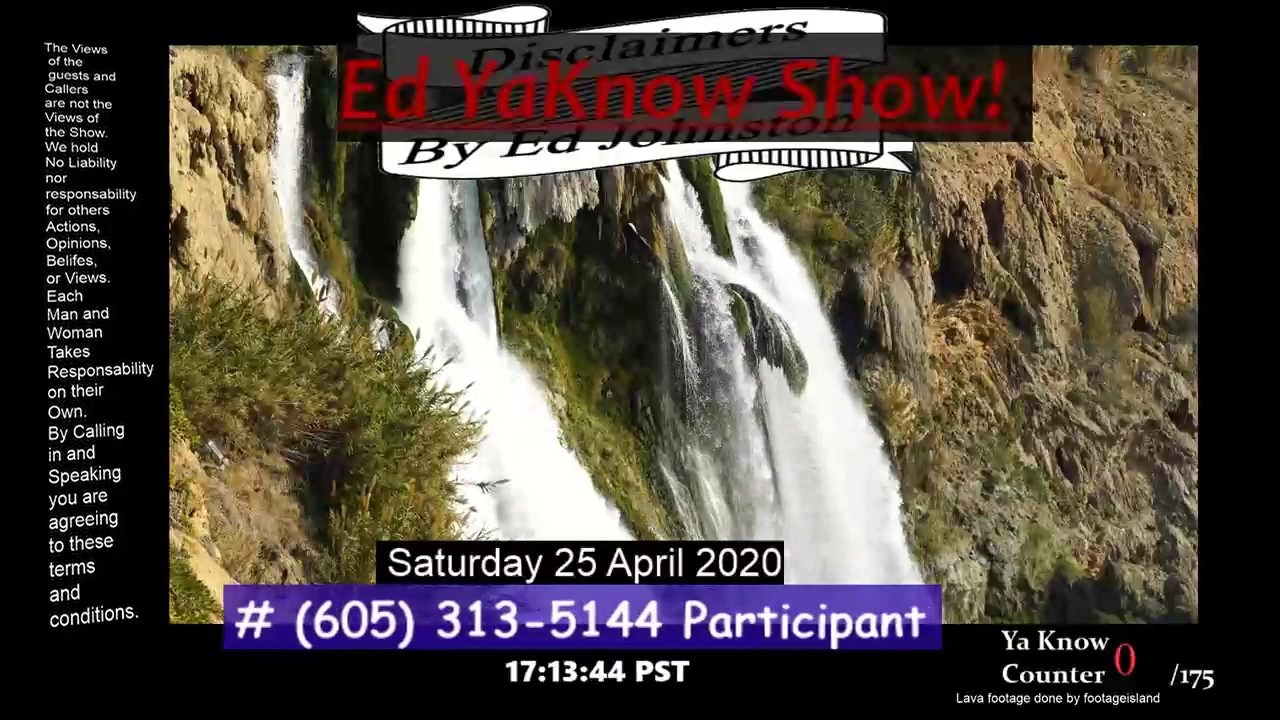 Disclaimers
Ed YaKnow Show!
By Ed Johnston
The Views
of the
guests and
Callers
are not the
Views of
the Show.
We hold
No Liability
nor
responsability
for others
Actions,
Opinions,
Belifes,
or Views.
Each
Man and
Woman
Takes
Responsability
on their
Own.
By Calling
in and
Speaking
you are
agreeing
to these
terms
and
conditions.
Saturday 25 April 2020
# (605) 313-5144 Participant
17:13:44 PST
Ya Know
Counter 0 /175
Lava footage done by footageisland